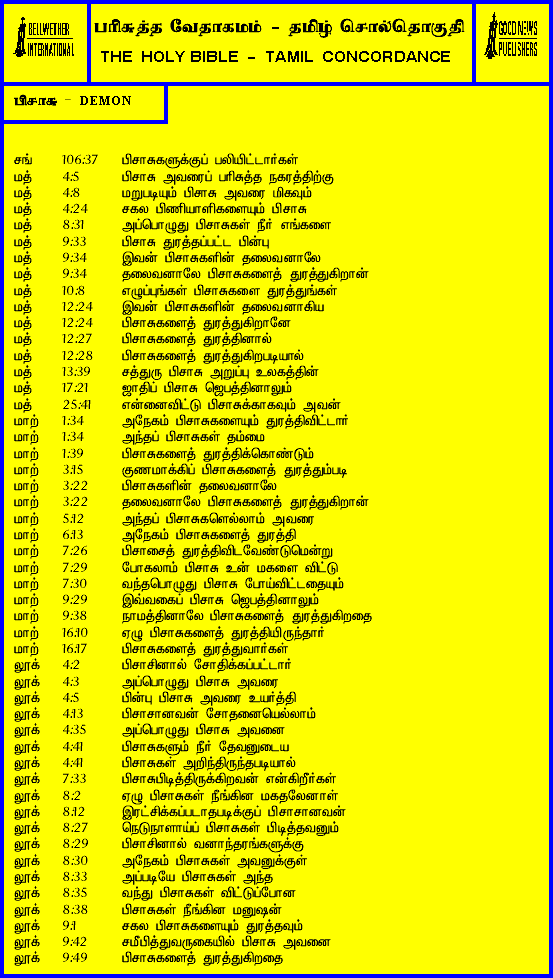 BELLWETHER
INTERNATIONAL
பரிசுத்த வேதாகமம் - தமிழ் சொல்தொகுதி
THE HOLY BIBLE - TAMIL CONCORDANCE
GOOD NEWS
PUBLISHERS
பிசாசு - DEMON
சங் 106:37 பிசாசுகளுக்குப் பலியிட்டார்கள்
மத் 4:5 பிசாசு அவரைப் பரிசுத்த நகரத்திற்கு
மத் 4:8 மறுபடியும் பிசாசு அவரை மிகவும்
மத் 4:24 சகல பிணியாளிகளையும் பிசாசு
மத் 8:31 அப்பொழுது பிசாசுகள் நீர் எங்களை
மத் 9:33 பிசாசு துரத்தப்பட்ட பின்பு
மத் 9:34 இவன் பிசாசுகளின் தலைவனாலே
மத் 9:34 தலைவனாலே பிசாசுகளைத் துரத்துகிறான்
மத் 10:8 எழுப்புங்கள் பிசாசுகளை துரத்துங்கள்
மத் 12:24 இவன் பிசாசுகளின் தலைவனாகிய
மத் 12:24 பிசாசுகளைத் துரத்துகிறானே
மத் 12:27 பிசாசுகளைத் துரத்தினால்
மத் 12:28 பிசாசுகளைத் துரத்துகிறபடியால்
மத் 13:39 சத்துரு பிசாசு அறுப்பு உலகத்தின்
மத் 17:21 ஜாதிப் பிசாசு ஜெபத்தினாலும்
மத் 25:41 என்னைவிட்டு பிசாசுக்காகவும் அவன்
மாற் 1:34 அநேகம் பிசாசுகளையும் துரத்திவிட்டார்
மாற் 1:34 அந்தப் பிசாசுகள் தம்மை
மாற் 1:39 பிசாசுகளைத் துரத்திக்கொண்டும்
மாற் 3:15 குணமாக்கிப் பிசாசுகளைத் துரத்தும்படி
மாற் 3:22 பிசாசுகளின் தலைவனாலே
மாற் 3:22 தலைவனாலே பிசாசுகளைத் துரத்துகிறான்
மாற் 5:12 அந்தப் பிசாசுகளெல்லாம் அவரை
மாற் 6:13 அநேகம் பிசாசுகளைத் துரத்தி
மாற் 7:26 பிசாசைத் துரத்திவிடவேண்டுமென்று
மாற் 7:29 போகலாம் பிசாசு உன் மகளை விட்டு
மாற் 7:30 வந்தபொழுது பிசாசு போய்விட்டதையும்
மாற் 9:29 இவ்வகைப் பிசாசு ஜெபத்தினாலும்
மாற் 9:38 நாமத்தினாலே பிசாசுகளைத் துரத்துகிறதை
மாற் 16:10 ஏழு பிசாசுகளைத் துரத்தியிருந்தார்
மாற் 16:17 பிசாசுகளைத் துரத்துவார்கள்
லூக் 4:2 பிசாசினால் சோதிக்கப்பட்டார்
லூக் 4:3 அப்பொழுது பிசாசு அவரை
லூக் 4:5 பின்பு பிசாசு அவரை உயர்த்தி
லூக் 4:13 பிசாசானவன் சோதனையெல்லாம்
லூக் 4:35 அப்பொழுது பிசாசு அவனை
லூக் 4:41 பிசாசுகளும் நீர் தேவனுடைய
லூக் 4:41 பிசாசுகள் அறிந்திருந்தபடியால்
லூக் 7:33 பிசாசுபிடித்திருக்கிறவன் என்கிறீர்கள்
லூக் 8:2 ஏழு பிசாசுகள் நீங்கின மகதலேனாள்
லூக் 8:12 இரட்சிக்கப்படாதபடிக்குப் பிசாசானவன்
லூக் 8:27 நெடுநாளாய்ப் பிசாசுகள் பிடித்தவனும்
லூக் 8:29 பிசாசினால் வனாந்தரங்களுக்கு
லூக் 8:30 அநேகம் பிசாசுகள் அவனுக்குள்
லூக் 8:33 அப்படியே பிசாசுகள் அந்த
லூக் 8:35 வந்து பிசாசுகள் விட்டுப்போன
லூக் 8:38 பிசாசுகள் நீங்கின மனுஷன்
லூக் 9:1 சகல பிசாசுகளையும் துரத்தவும்
லூக் 9:42 சமீபித்துவருகையில் பிசாசு அவனை
லூக் 9:49 பிசாசுகளைத் துரத்துகிறதை